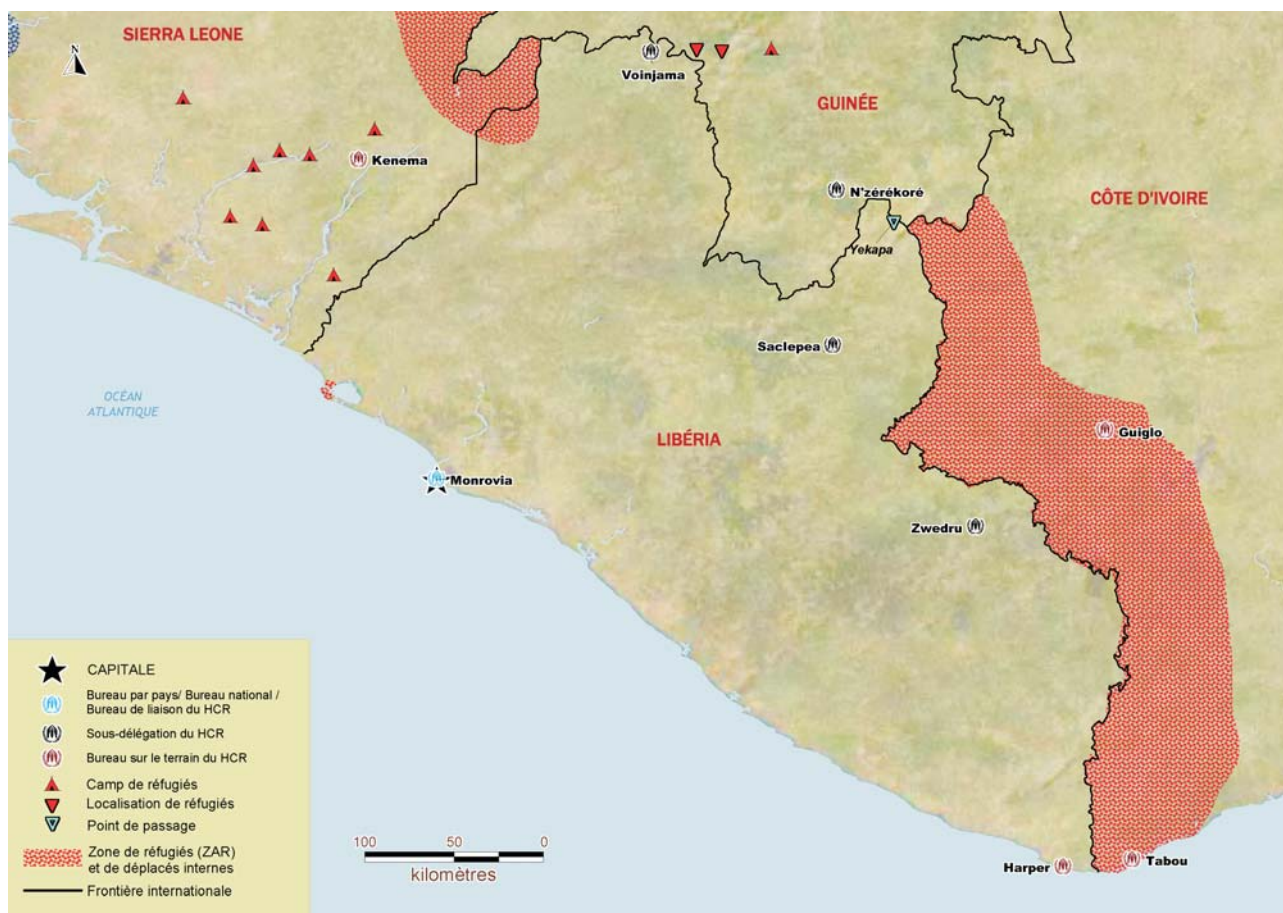 SIERRA LEONE
N
Voinjama
GUINÉE
Kenema
N'zérékoré
CÔTE D'IVOIRE
Yekapa
Saclepea
OCÉAN
ATLANTIQUE
LIBÉRIA
Guiglo
Monrovia
Zwedru
CAPITALE
Bureau par pays/ Bureau national /
Bureau de liaison du HCR
Sous-délégation du HCR
Bureau sur le terrain du HCR
Camp de réfugiés
Localisation de réfugiés
Point de passage
Zone de réfugiés (ZAR)
et de déplacés internes
Frontière internationale
100 50 0
kilomètres
Harper
Tabou